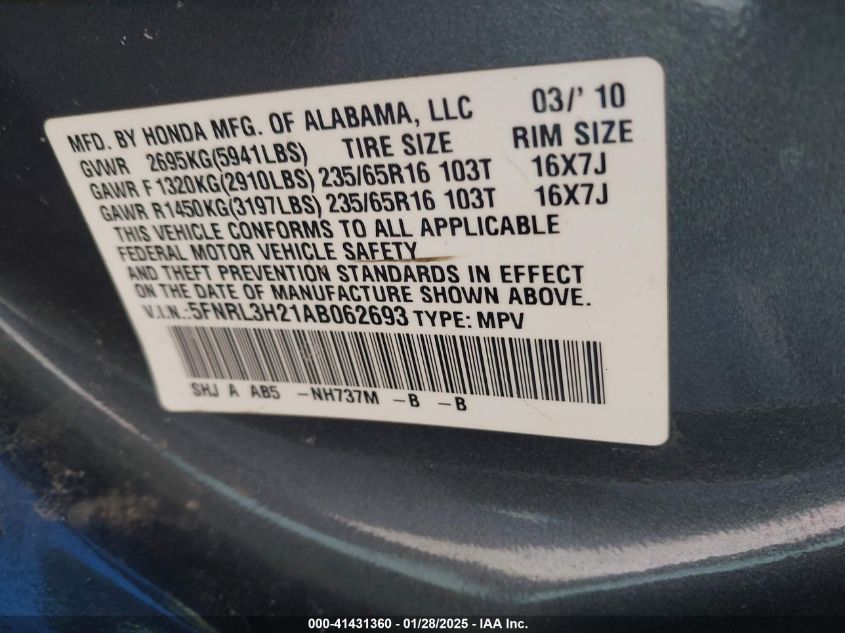 MFD. BY HONDA MFG. OF ALABAMA, LLC 03/' 10
GVWR 2695KG(5941LBS) TIRE SIZE RIM SIZE
GAWR F 1320KG(2910LBS) 235/65R16 103T 16X7J
GAWR R1450KG(3197LBS) 235/65R16 103T 16X7J
THIS VEHICLE CONFORMS TO ALL APPLICABLE
FEDERAL MOTOR VEHICLE SAFETY
AND THEFT PREVENTION STANDARDS IN EFFECT
ON THE DATE OF MANUFACTURE SHOWN ABOVE.
V.I.N.:5FNRL3H21AB062693 TYPE: MPV
SHJ A AB5 -NH737M -B -B
000-41431360 - 01/28/2025 - IAA Inc.